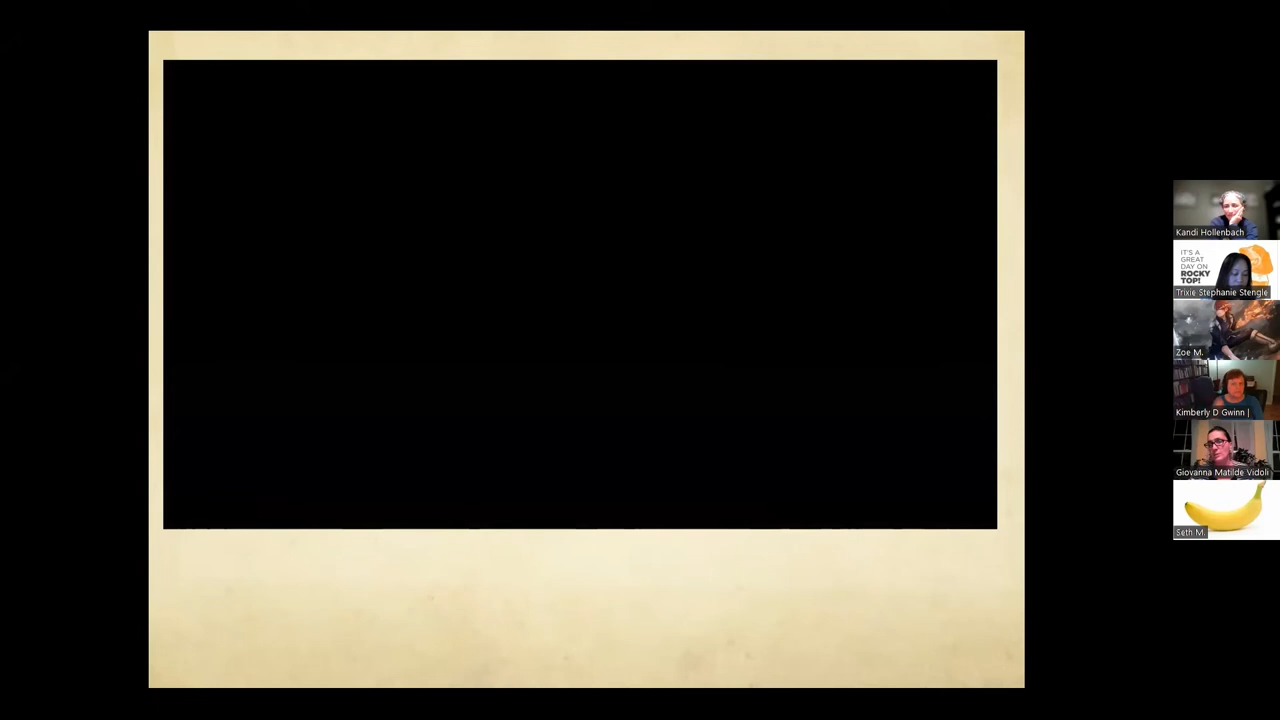 Kandi Hollenbach
IT'S A
GREAT
DAY ON
ROCKY
TOP!
Trixie Stephanie Stengle
Zoe M.
Kimberly D Gwinn |
Giovanna Matilde Vidoli
Seth M.